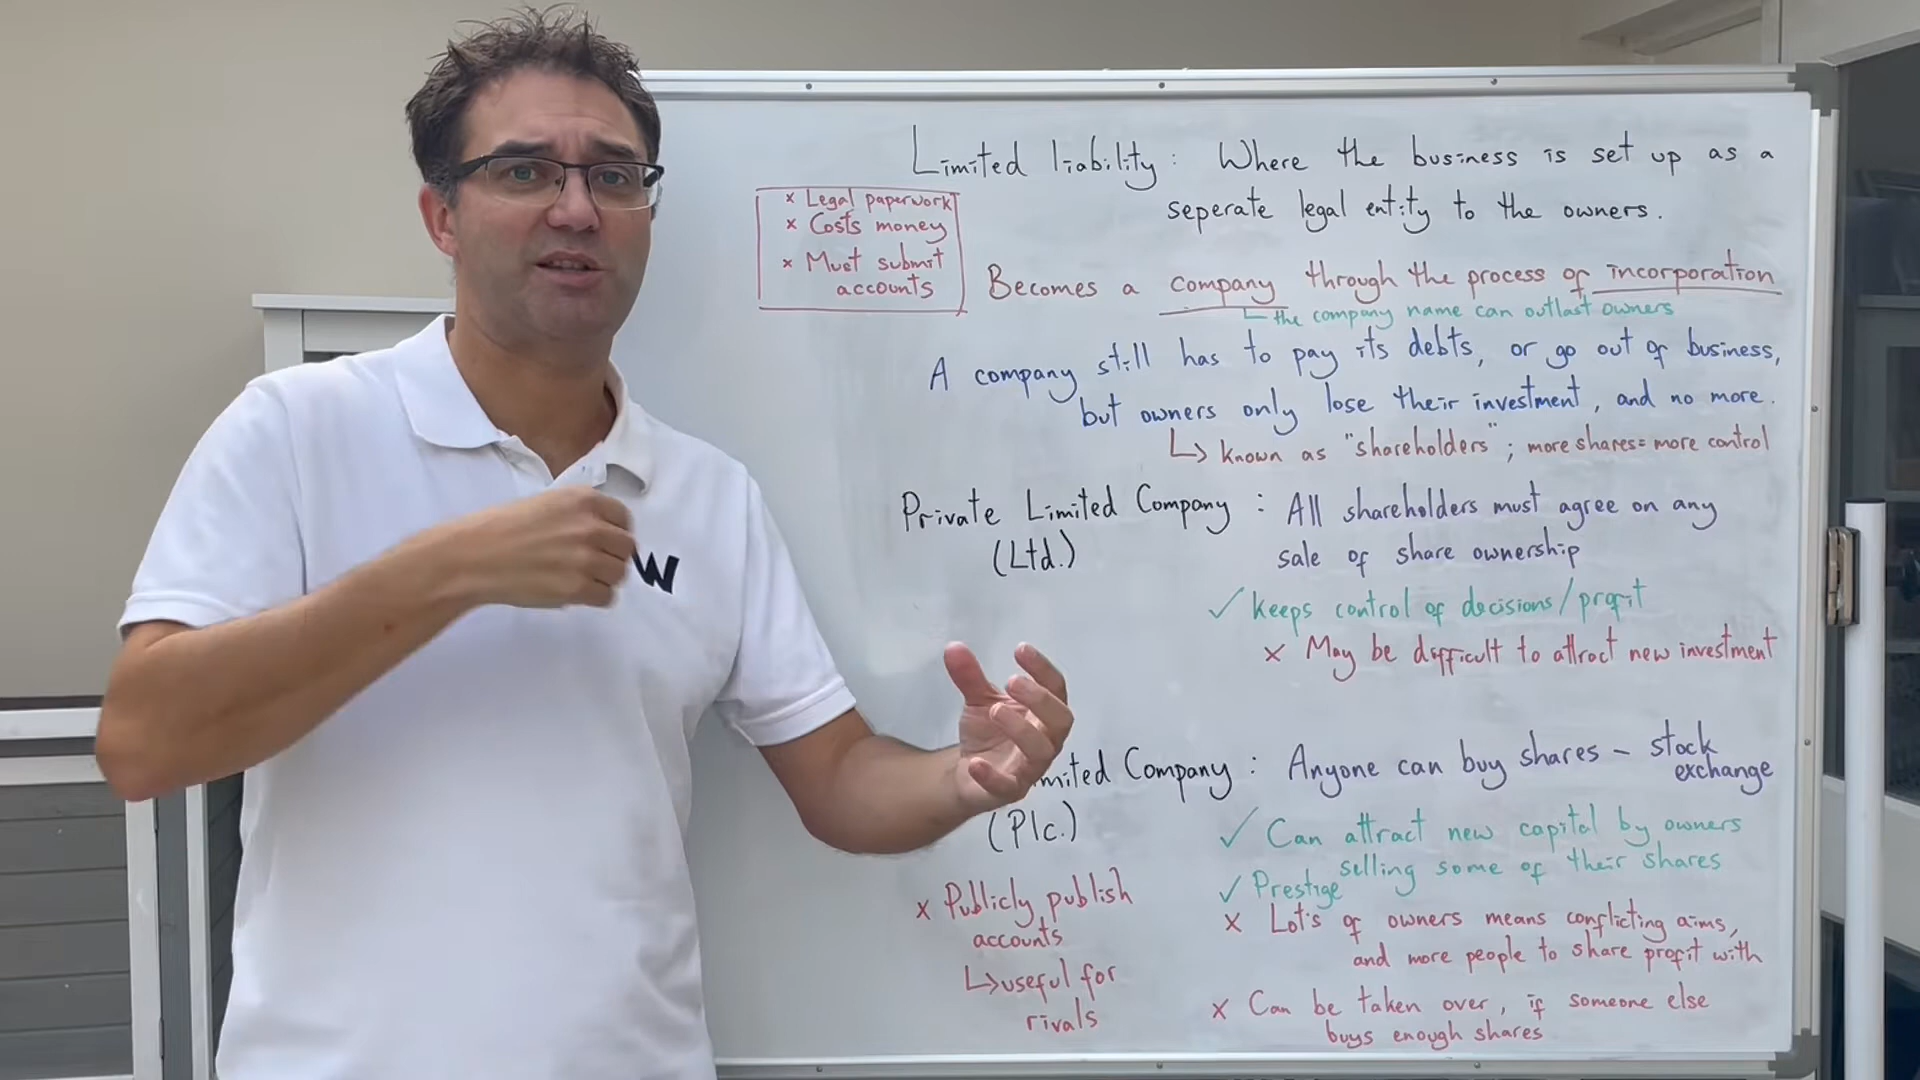 Limited liability: Where the business is set up as a
seperate legal entity to the owners.
x Legal paperwork
x Costs money
x Must submit
accounts
Becomes a company through the process of incorporation
↳ the company name can outlast owners
A company still has to pay its debts, or go out of business,
but owners only lose their investment, and no more.
↳ known as "shareholders"; more shares = more control
Private Limited Company: All shareholders must agree on any
(Ltd.) sale of share ownership
✓ keeps control of decisions/profit
x May be difficult to attract new investment
Company: Anyone can buy shares – stock
exchange
(Plc.)
✓ Can attract new capital by owners
selling some of their shares
✓ Prestige
x Publicly publish
accounts
↳ useful for
rivals
x Lot's of owners means conflicting aims,
and more people to share profit with
x Can be taken over, if someone else
buys enough shares
W